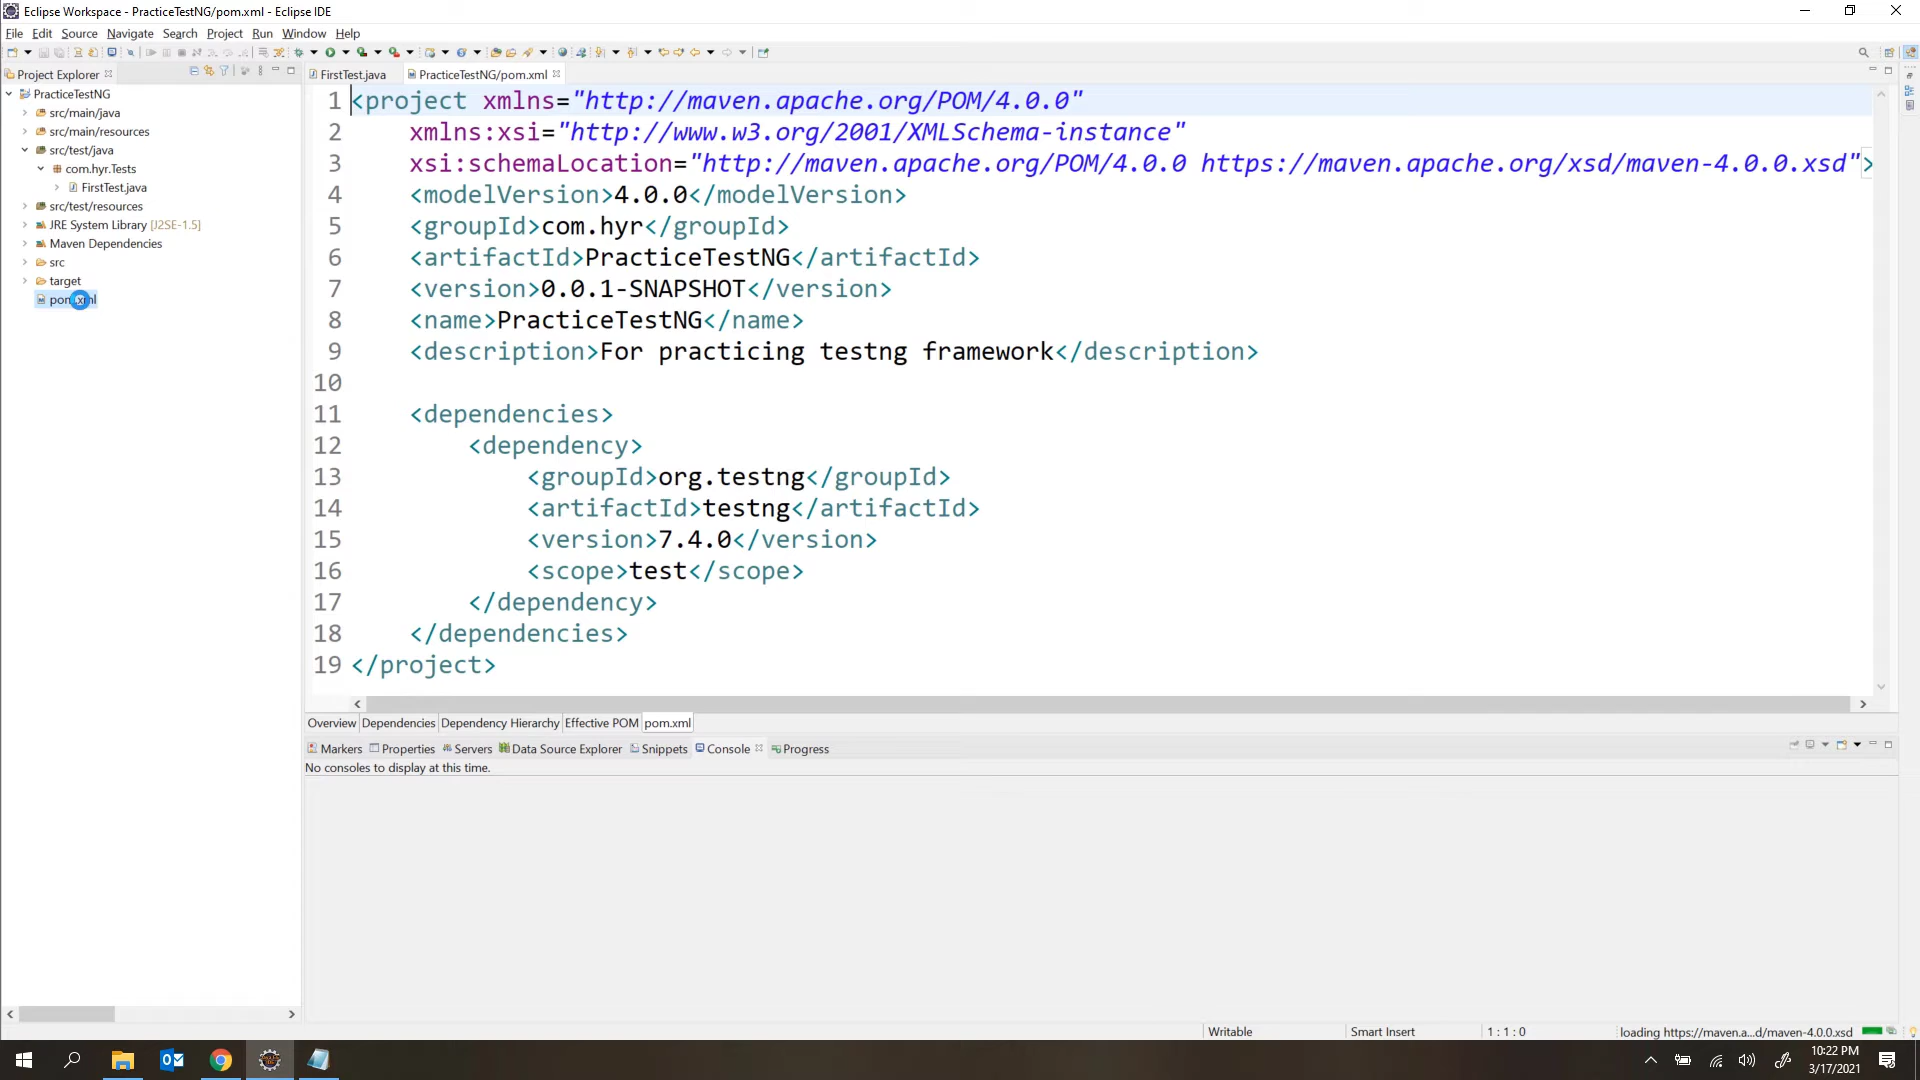 Eclipse Workspace - PracticeTestNG/pom.xml - Eclipse IDE
File Edit Source Navigate Search Project Run Window Help
Project Explorer
FirstTest.java
PracticeTestNG/pom.xml
PracticeTestNG
src/main/java
src/main/resources
src/test/java
com.hyr.Tests
FirstTest.java
src/test/resources
JRE System Library [J2SE-1.5]
Maven Dependencies
src
target
pom.xml
1 <project xmlns="http://maven.apache.org/POM/4.0.0"
2 xmlns:xsi="http://www.w3.org/2001/XMLSchema-instance"
3 xsi:schemaLocation="http://maven.apache.org/POM/4.0.0 https://maven.apache.org/xsd/maven-4.0.0.xsd">
4 <modelVersion>4.0.0</modelVersion>
5 <groupId>com.hyr</groupId>
6 <artifactId>PracticeTestNG</artifactId>
7 <version>0.0.1-SNAPSHOT</version>
8 <name>PracticeTestNG</name>
9 <description>For practicing testng framework</description>
10
11 <dependencies>
12 <dependency>
13 <groupId>org.testng</groupId>
14 <artifactId>testng</artifactId>
15 <version>7.4.0</version>
16 <scope>test</scope>
17 </dependency>
18 </dependencies>
19 </project>
Overview Dependencies Dependency Hierarchy Effective POM pom.xml
Markers Properties Servers Data Source Explorer Snippets Console Progress
No consoles to display at this time.
Writable Smart Insert 1 : 1 : 0 loading https://maven.a...d/maven-4.0.0.xsd
10:22 PM
3/17/2021